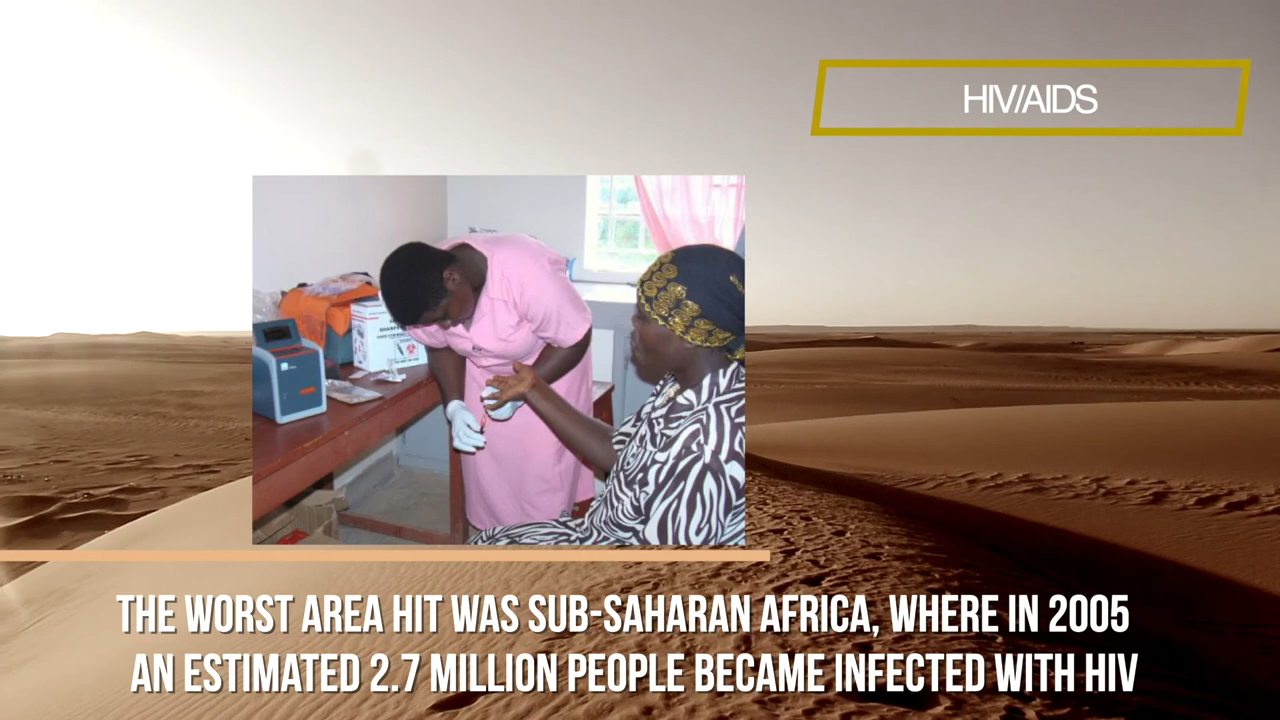 HIV/AIDS
THE WORST AREA HIT WAS SUB-SAHARAN AFRICA, WHERE IN 2005
AN ESTIMATED 2.7 MILLION PEOPLE BECAME INFECTED WITH HIV